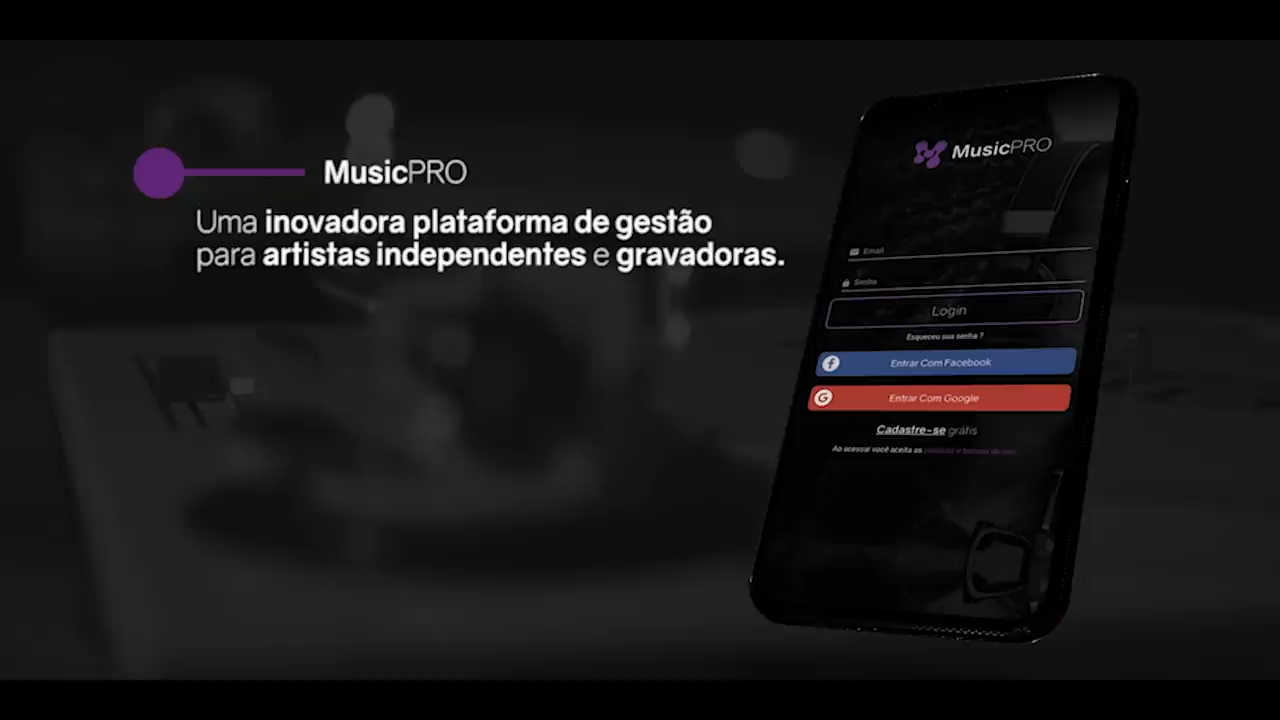 MusicPRO
Uma inovadora plataforma de gestão
para artistas independentes e gravadoras.
MusicPRO
Email
Senha
Login
Esqueceu sua senha ?
Entrar Com Facebook
Entrar Com Google
Cadastre-se grátis
Ao acessar você aceita os